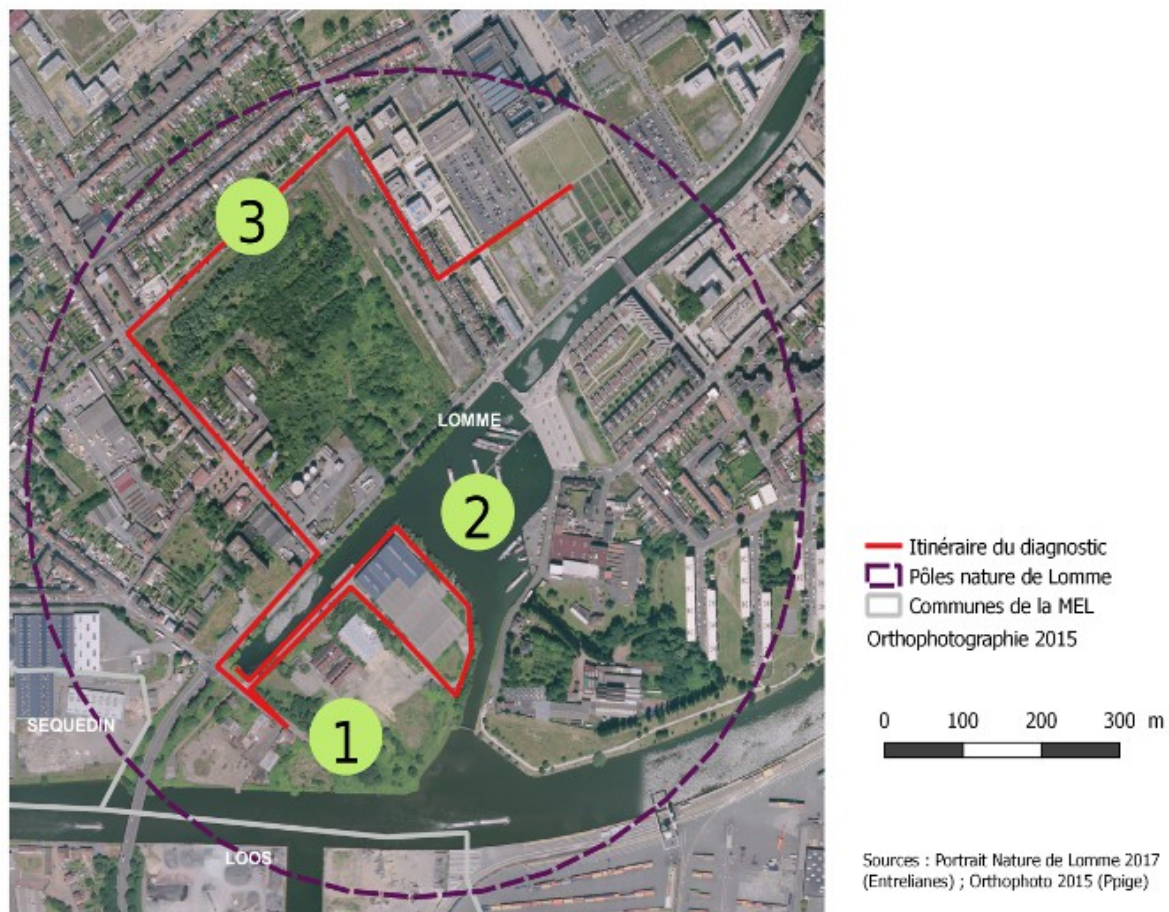 3
LOMME
2
1
SEQUEDIN
LOOS
Itinéraire du diagnostic
Pôles nature de Lomme
Communes de la MEL
Orthophotographie 2015
0 100 200 300 m
Sources : Portrait Nature de Lomme 2017
(Entrelianes) ; Orthophoto 2015 (Ppige)